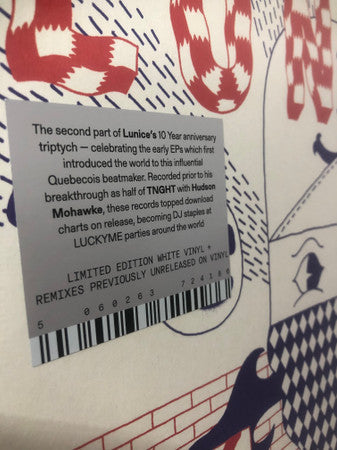 LUN
The second part of Lunice's 10 Year anniversary
triptych — celebrating the early EPs which first
introduced the world to this influential
Quebecois beatmaker. Recorded prior to his
breakthrough as half of TNGHT with Hudson
Mohawke, these records topped download
charts on release, becoming DJ staples at
LUCKYME parties around the world
LIMITED EDITION WHITE VINYL +
REMIXES PREVIOUSLY UNRELEASED ON VINYL
5 060263 724180